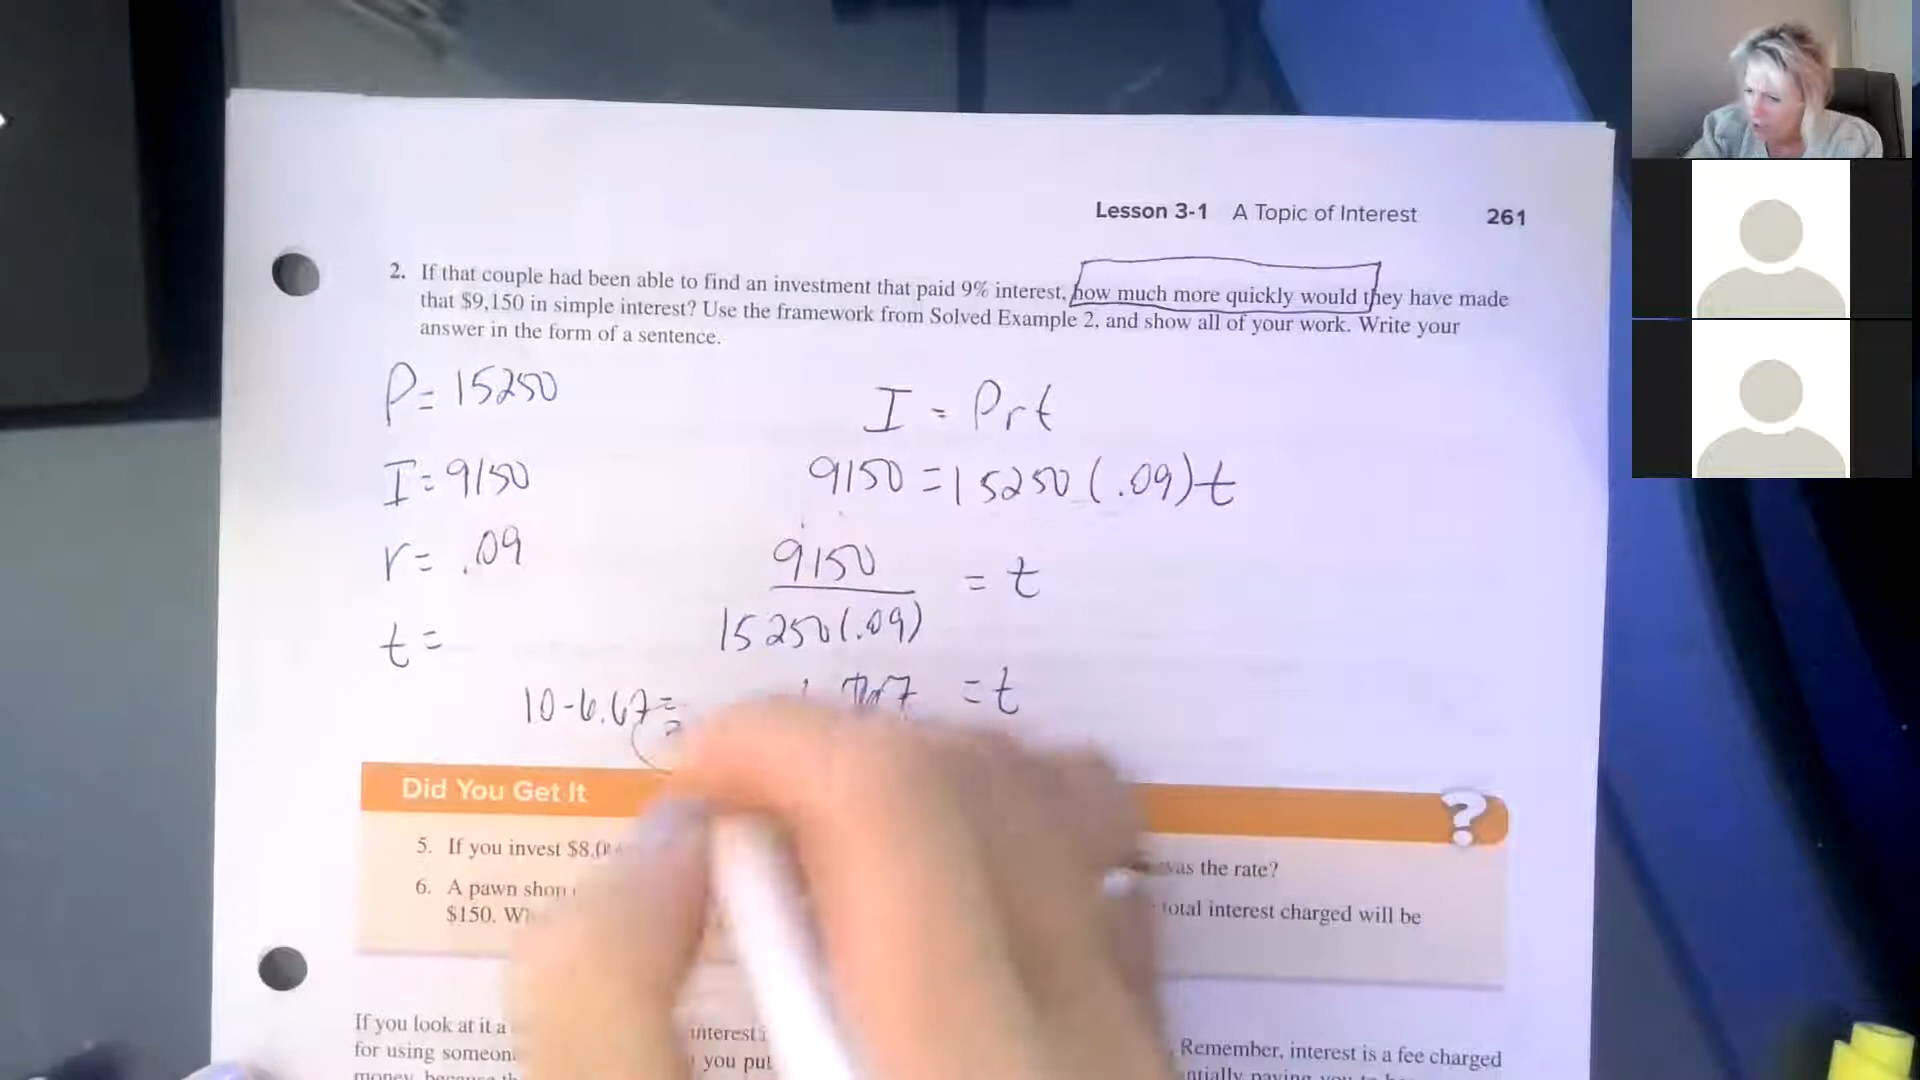 Lesson 3-1 A Topic of Interest 261
2. If that couple had been able to find an investment that paid 9% interest, how much more quickly would they have made
that $9,150 in simple interest? Use the framework from Solved Example 2, and show all of your work. Write your
answer in the form of a sentence.
P = 15250
I = Prt
I = 9150
9150 = 15250 (.09) t
r = .09
9150
= t
15250 (.09)
t =
= t
10 - 6.67 =
Did You Get It
?
5. If you invest $8,0
was the rate?
6. A pawn shop
$150.
total interest charged will be
If you look at it a
interest
Remember, interest is a fee charged
for using
you put
money,
paying you